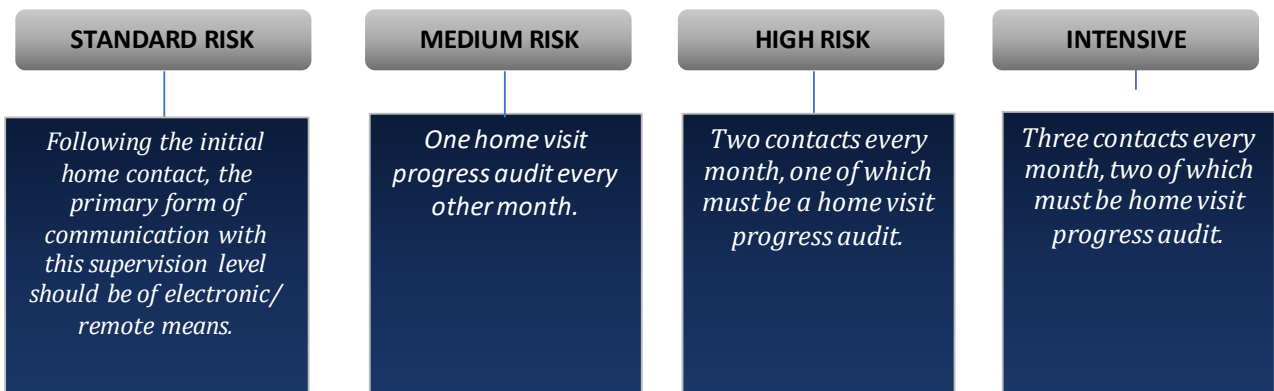 STANDARD RISK
Following the initial
home contact, the
primary form of
communication with
this supervision level
should be of electronic/
remote means.
MEDIUM RISK
One home visit
progress audit every
other month.
HIGH RISK
Two contacts every
month, one of which
must be a home visit
progress audit.
INTENSIVE
Three contacts every
month, two of which
must be home visit
progress audit.